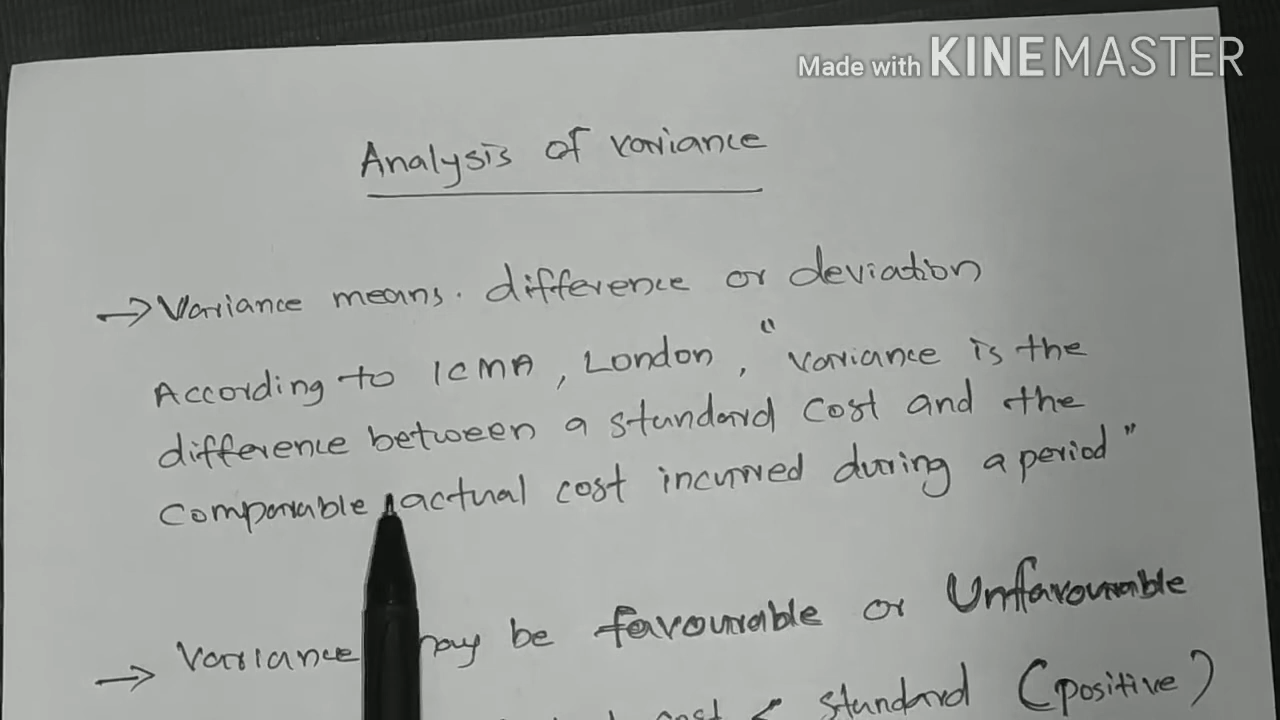 Made with KINEMASTER
Analysis of variance
→ Variance means. difference or deviation
According to ICMA, London, "variance is the
difference between a standard cost and the
comparable actual cost incurred during a period"
→ Variance may be favourable or Unfavourable
cost < standard (positive)